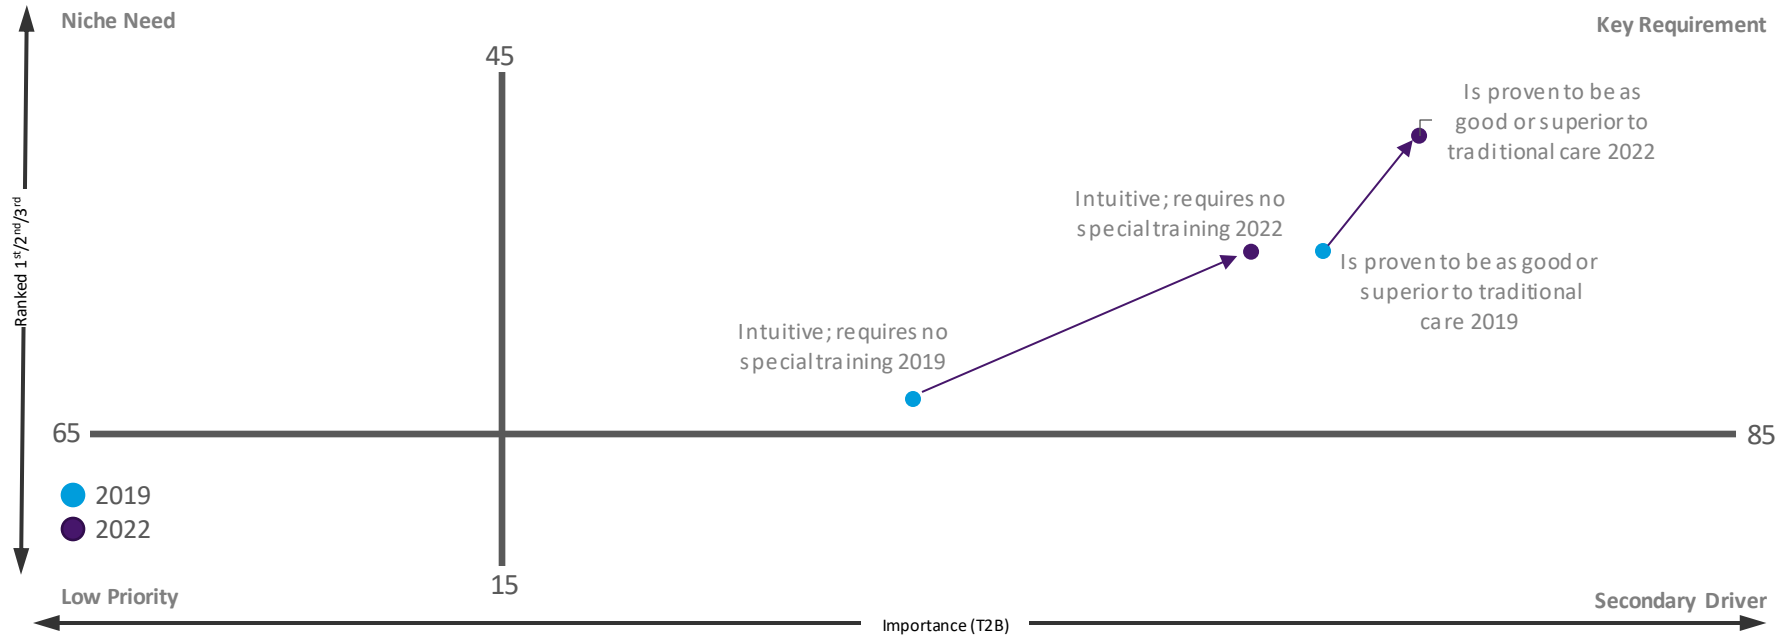 Niche Need
Key Requirement
45
Is proven to be as
good or superior to
traditional care 2022
Intuitive; requires no
special training 2022
Ranked 1st/2nd/3rd
Is proven to be as good or
superior to traditional
care 2019
Intuitive; requires no
special training 2019
65
85
2019
2022
15
Low Priority
Secondary Driver
Importance (T2B)